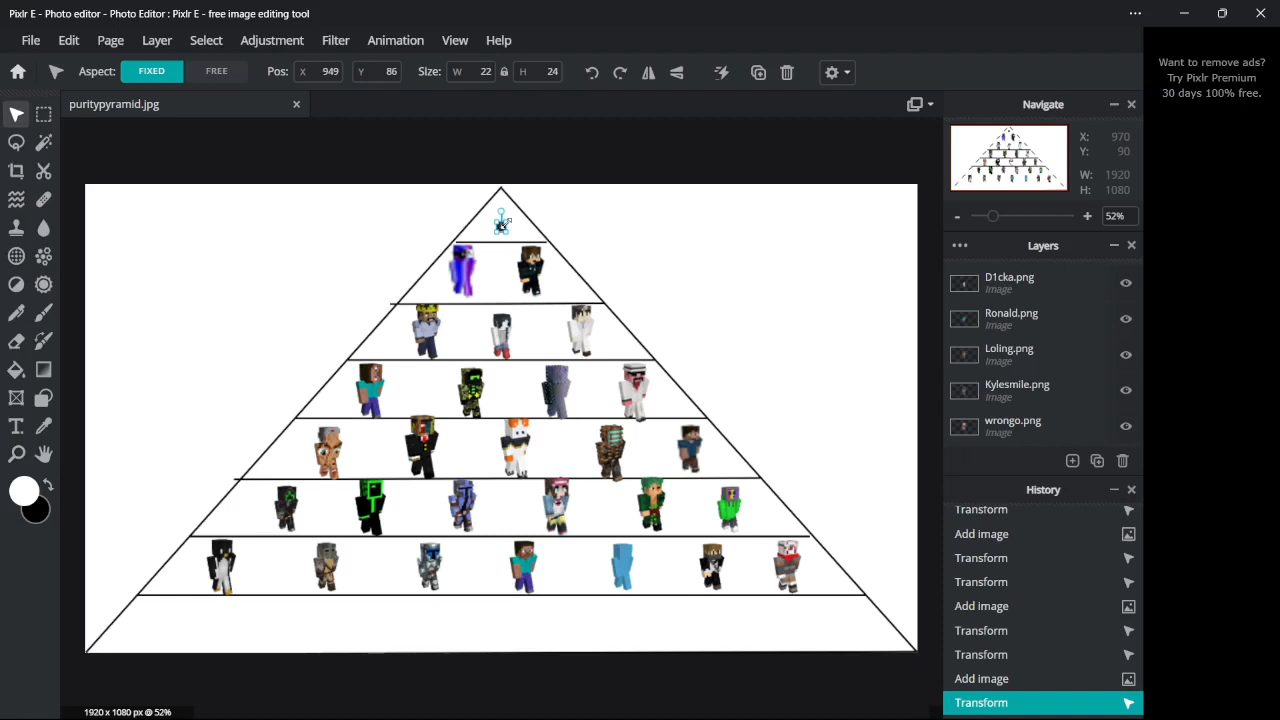 Pixlr E - Photo editor - Photo Editor : Pixlr E - free image editing tool
File Edit Page Layer Select Adjustment Filter Animation View Help
Aspect: FIXED FREE Pos: X 949 Y 86 Size: W 22 H 24
puritypyramid.jpg
Want to remove ads?
Try Pixlr Premium
30 days 100% free.
Navigate
X: 970
Y: 90
W: 1920
H: 1080
52%
Layers
D1cka.png
Image
Ronald.png
Image
Loling.png
Image
Kylesmile.png
Image
wrongo.png
Image
History
Transform
Add image
Transform
Transform
Add image
Transform
Transform
Add image
Transform
1920 x 1080 px @ 52%